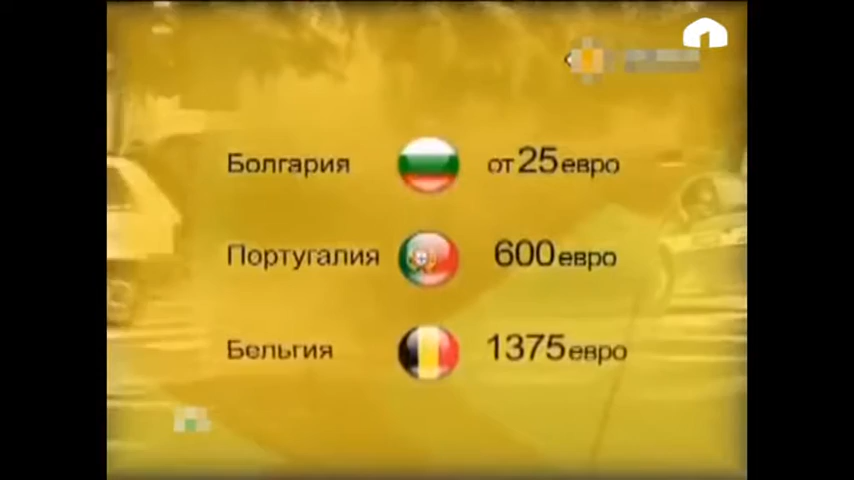 Болгария от 25 евро
Португалия 600 евро
Бельгия 1375 евро